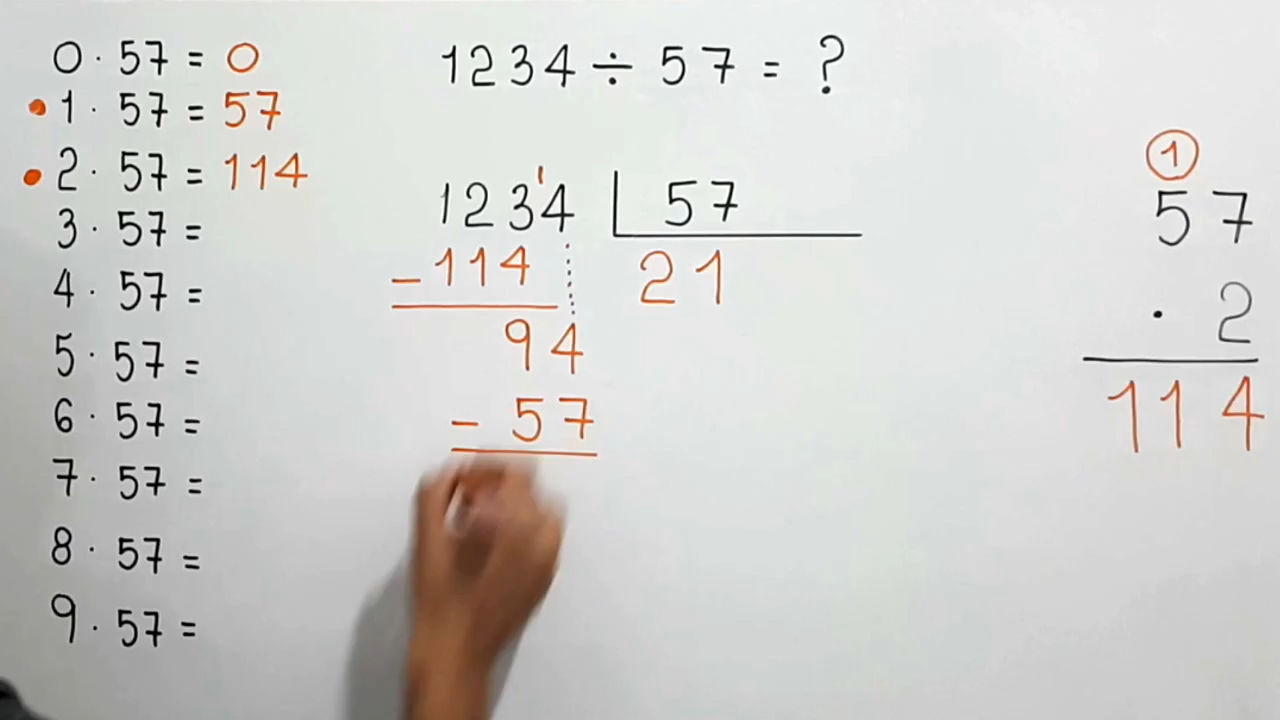 0 · 57 = 0
1 · 57 = 57
2 · 57 = 114
3 · 57 =
4 · 57 =
5 · 57 =
6 · 57 =
7 · 57 =
8 · 57 =
9 · 57 =
1234 ÷ 57 = ?
1234 57
- 114 21
94
- 57
1
57
· 2
114